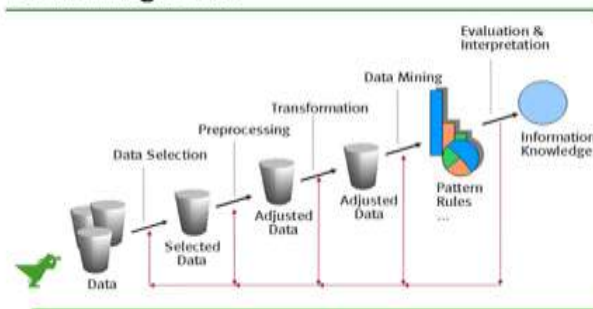 Evaluation &
Interpretation
Data Mining
Transformation
Preprocessing
Data Selection
Information
Knowledge
Pattern
Rules
...
Adjusted
Data
Adjusted
Data
Selected
Data
Data